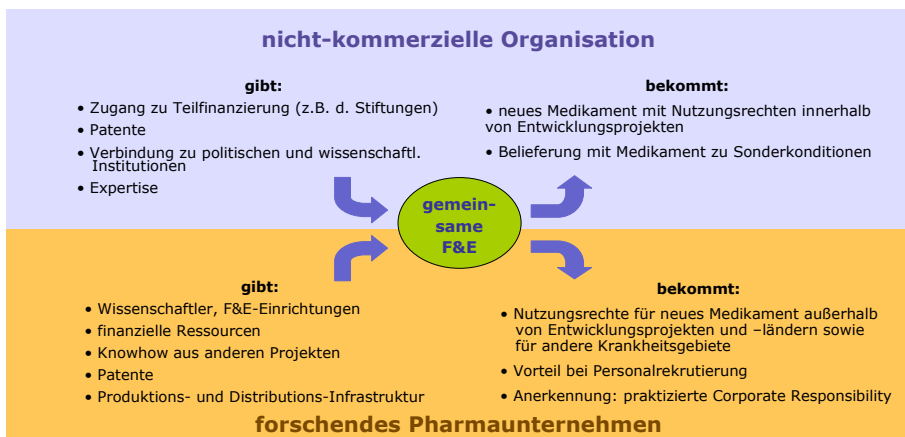 nicht-kommerzielle Organisation
gibt:
• Zugang zu Teilfinanzierung (z.B. d. Stiftungen)
• Patente
• Verbindung zu politischen und wissenschaftl.
Institutionen
• Expertise
bekommt:
• neues Medikament mit Nutzungsrechten innerhalb
von Entwicklungsprojekten
• Belieferung mit Medikament zu Sonderkonditionen
gemein-
same
F&E
gibt:
• Wissenschaftler, F&E-Einrichtungen
• finanzielle Ressourcen
• Knowhow aus anderen Projekten
• Patente
• Produktions- und Distributions-Infrastruktur
bekommt:
• Nutzungsrechte für neues Medikament außerhalb
von Entwicklungsprojekten und –ländern sowie
für andere Krankheitsgebiete
• Vorteil bei Personalrekrutierung
• Anerkennung: praktizierte Corporate Responsibility
forschendes Pharmaunternehmen